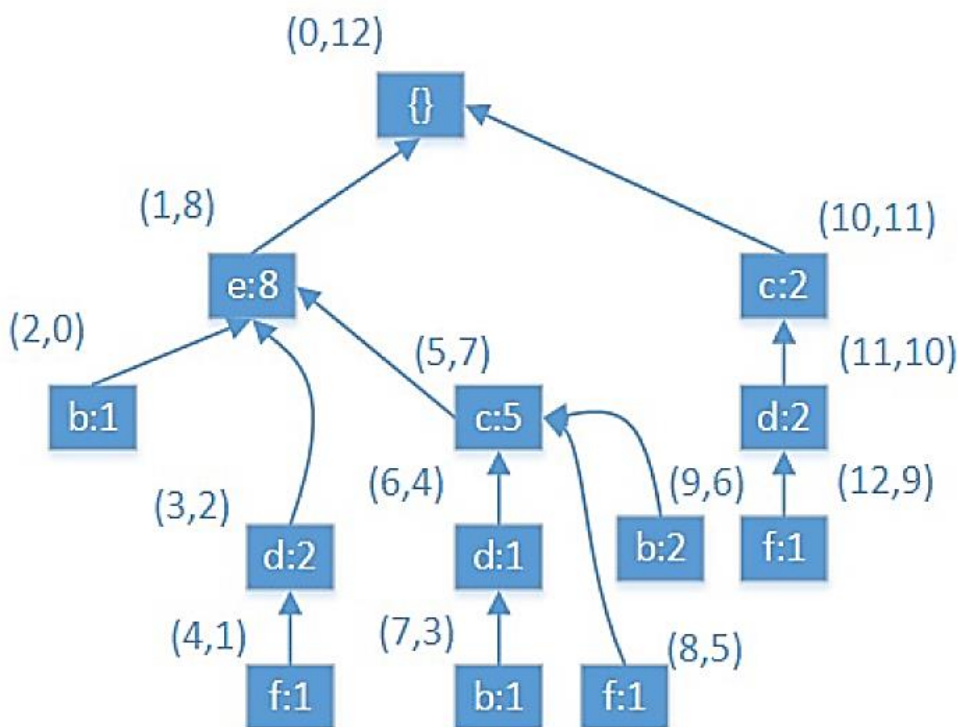 (0,12)
{}
(1,8)
(10,11)
e:8
c:2
(2,0)
(5,7)
(11,10)
b:1
c:5
d:2
(3,2)
(6,4)
(9,6)
(12,9)
d:2
d:1
b:2
f:1
(4,1)
(7,3)
(8,5)
f:1
b:1
f:1